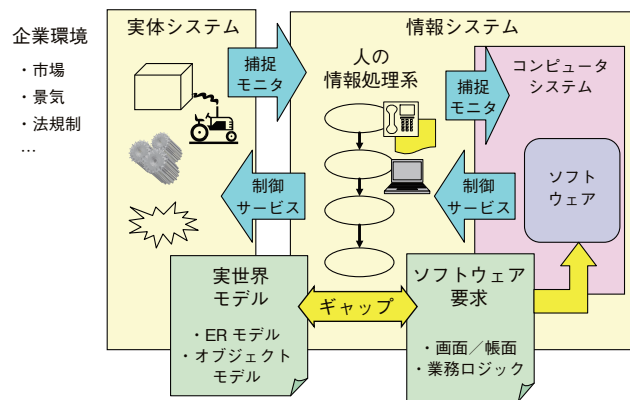 企業環境
・市場
・景気
・法規制
…
実体システム
情報システム
捕捉
モニタ
人の
情報処理系
捕捉
モニタ
コンピュータ
システム
制御
サービス
制御
サービス
ソフト
ウェア
実世界
モデル
・ER モデル
・オブジェクト
モデル
ギャップ
ソフトウェア
要求
・画面／帳面
・業務ロジック